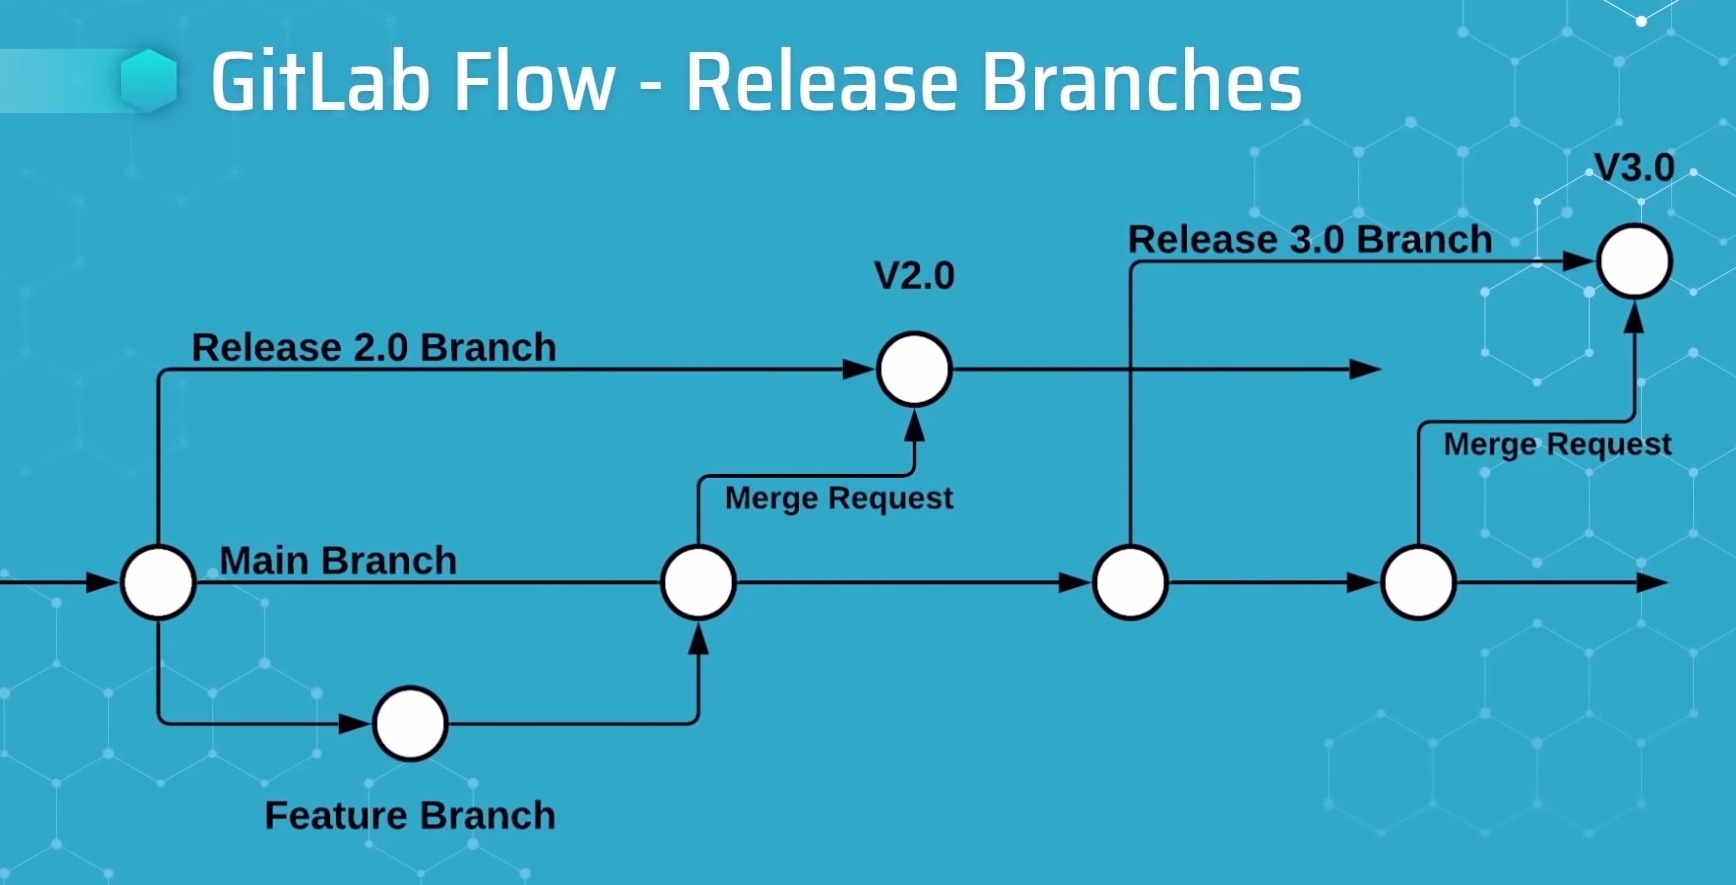 GitLab Flow - Release Branches
V3.0
Release 3.0 Branch
V2.0
Release 2.0 Branch
Merge Request
Merge Request
Main Branch
Feature Branch